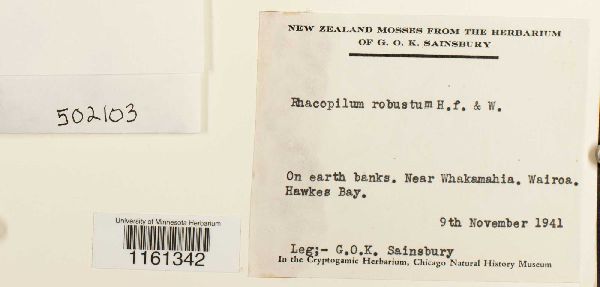 NEW ZEALAND MOSSES FROM THE HERBARIUM
OF G. O. K. SAINSBURY
Rhacopilum robustum H.f. & W.
On earth banks. Near Whakamahia. Wairoa.
Hawkes Bay.
9th November 1941
Leg;- G.O.K. Sainsbury
In the Cryptogamic Herbarium, Chicago Natural History Museum
502103
University of Minnesota Herbarium
1161342